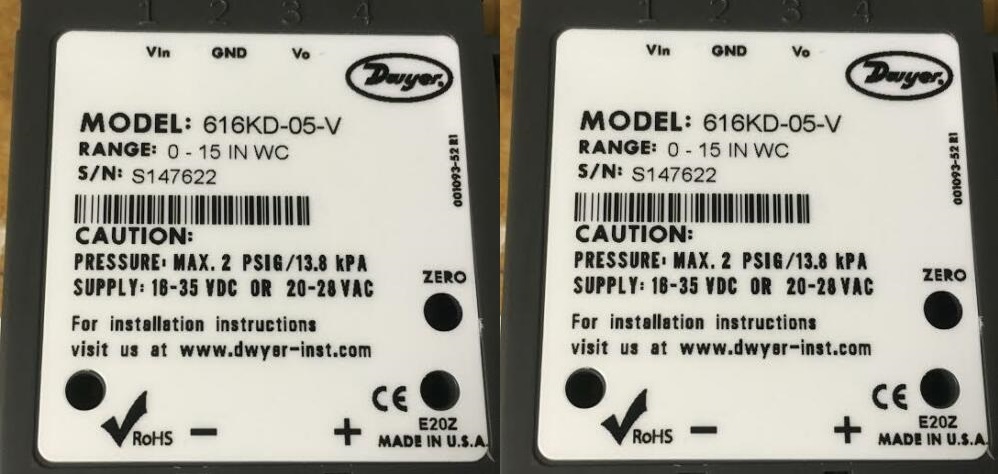 1 2 3 4
VIn GND Vo
Dwyer
MODEL: 616KD-05-V
RANGE: 0 - 15 IN WC
S/N: S147622
001093-52 R1
CAUTION:
PRESSURE: MAX. 2 PSIG/13.8 kPA
SUPPLY: 16-35 VDC OR 20-28 VAC
ZERO
For installation instructions
visit us at www.dwyer-inst.com
CE
RoHS - +
E20Z
MADE IN U.S.A.
1 2 3 4
VIn GND Vo
Dwyer
MODEL: 616KD-05-V
RANGE: 0 - 15 IN WC
S/N: S147622
001093-52 R1
CAUTION:
PRESSURE: MAX. 2 PSIG/13.8 kPA
SUPPLY: 16-35 VDC OR 20-28 VAC
ZERO
For installation instructions
visit us at www.dwyer-inst.com
CE
RoHS - +
E20Z
MADE IN U.S.A.